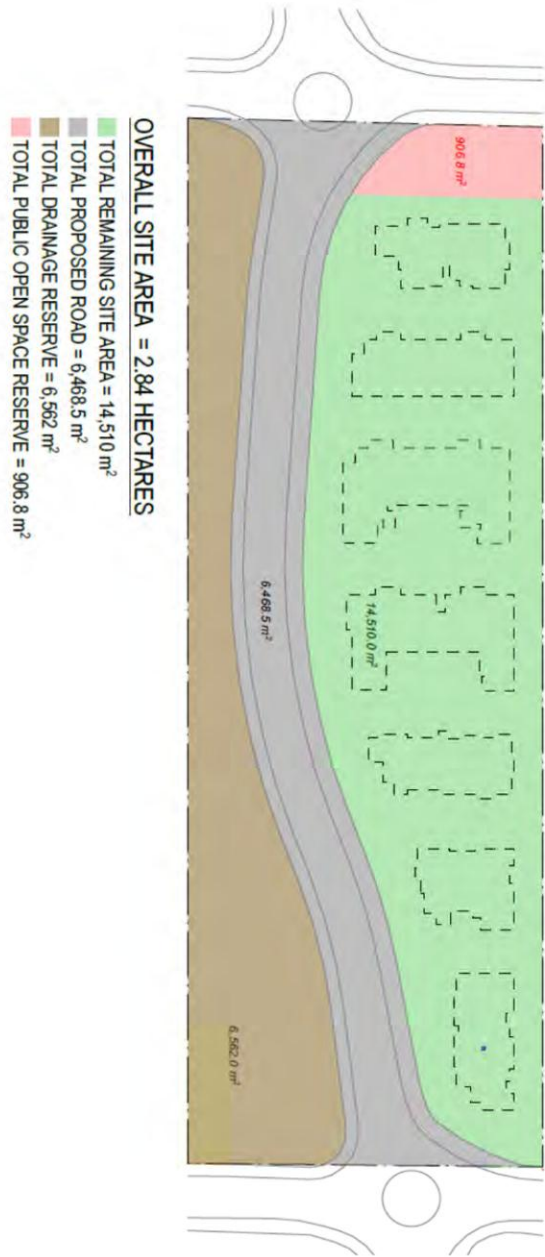 OVERALL SITE AREA = 2.84 HECTARES
TOTAL REMAINING SITE AREA = 14,510 m²
TOTAL PROPOSED ROAD = 6,468.5 m²
TOTAL DRAINAGE RESERVE = 6,562 m²
TOTAL PUBLIC OPEN SPACE RESERVE = 906.8 m²
906.8 m²
14,510.0 m²
6,468.5 m²
6,562.0 m²